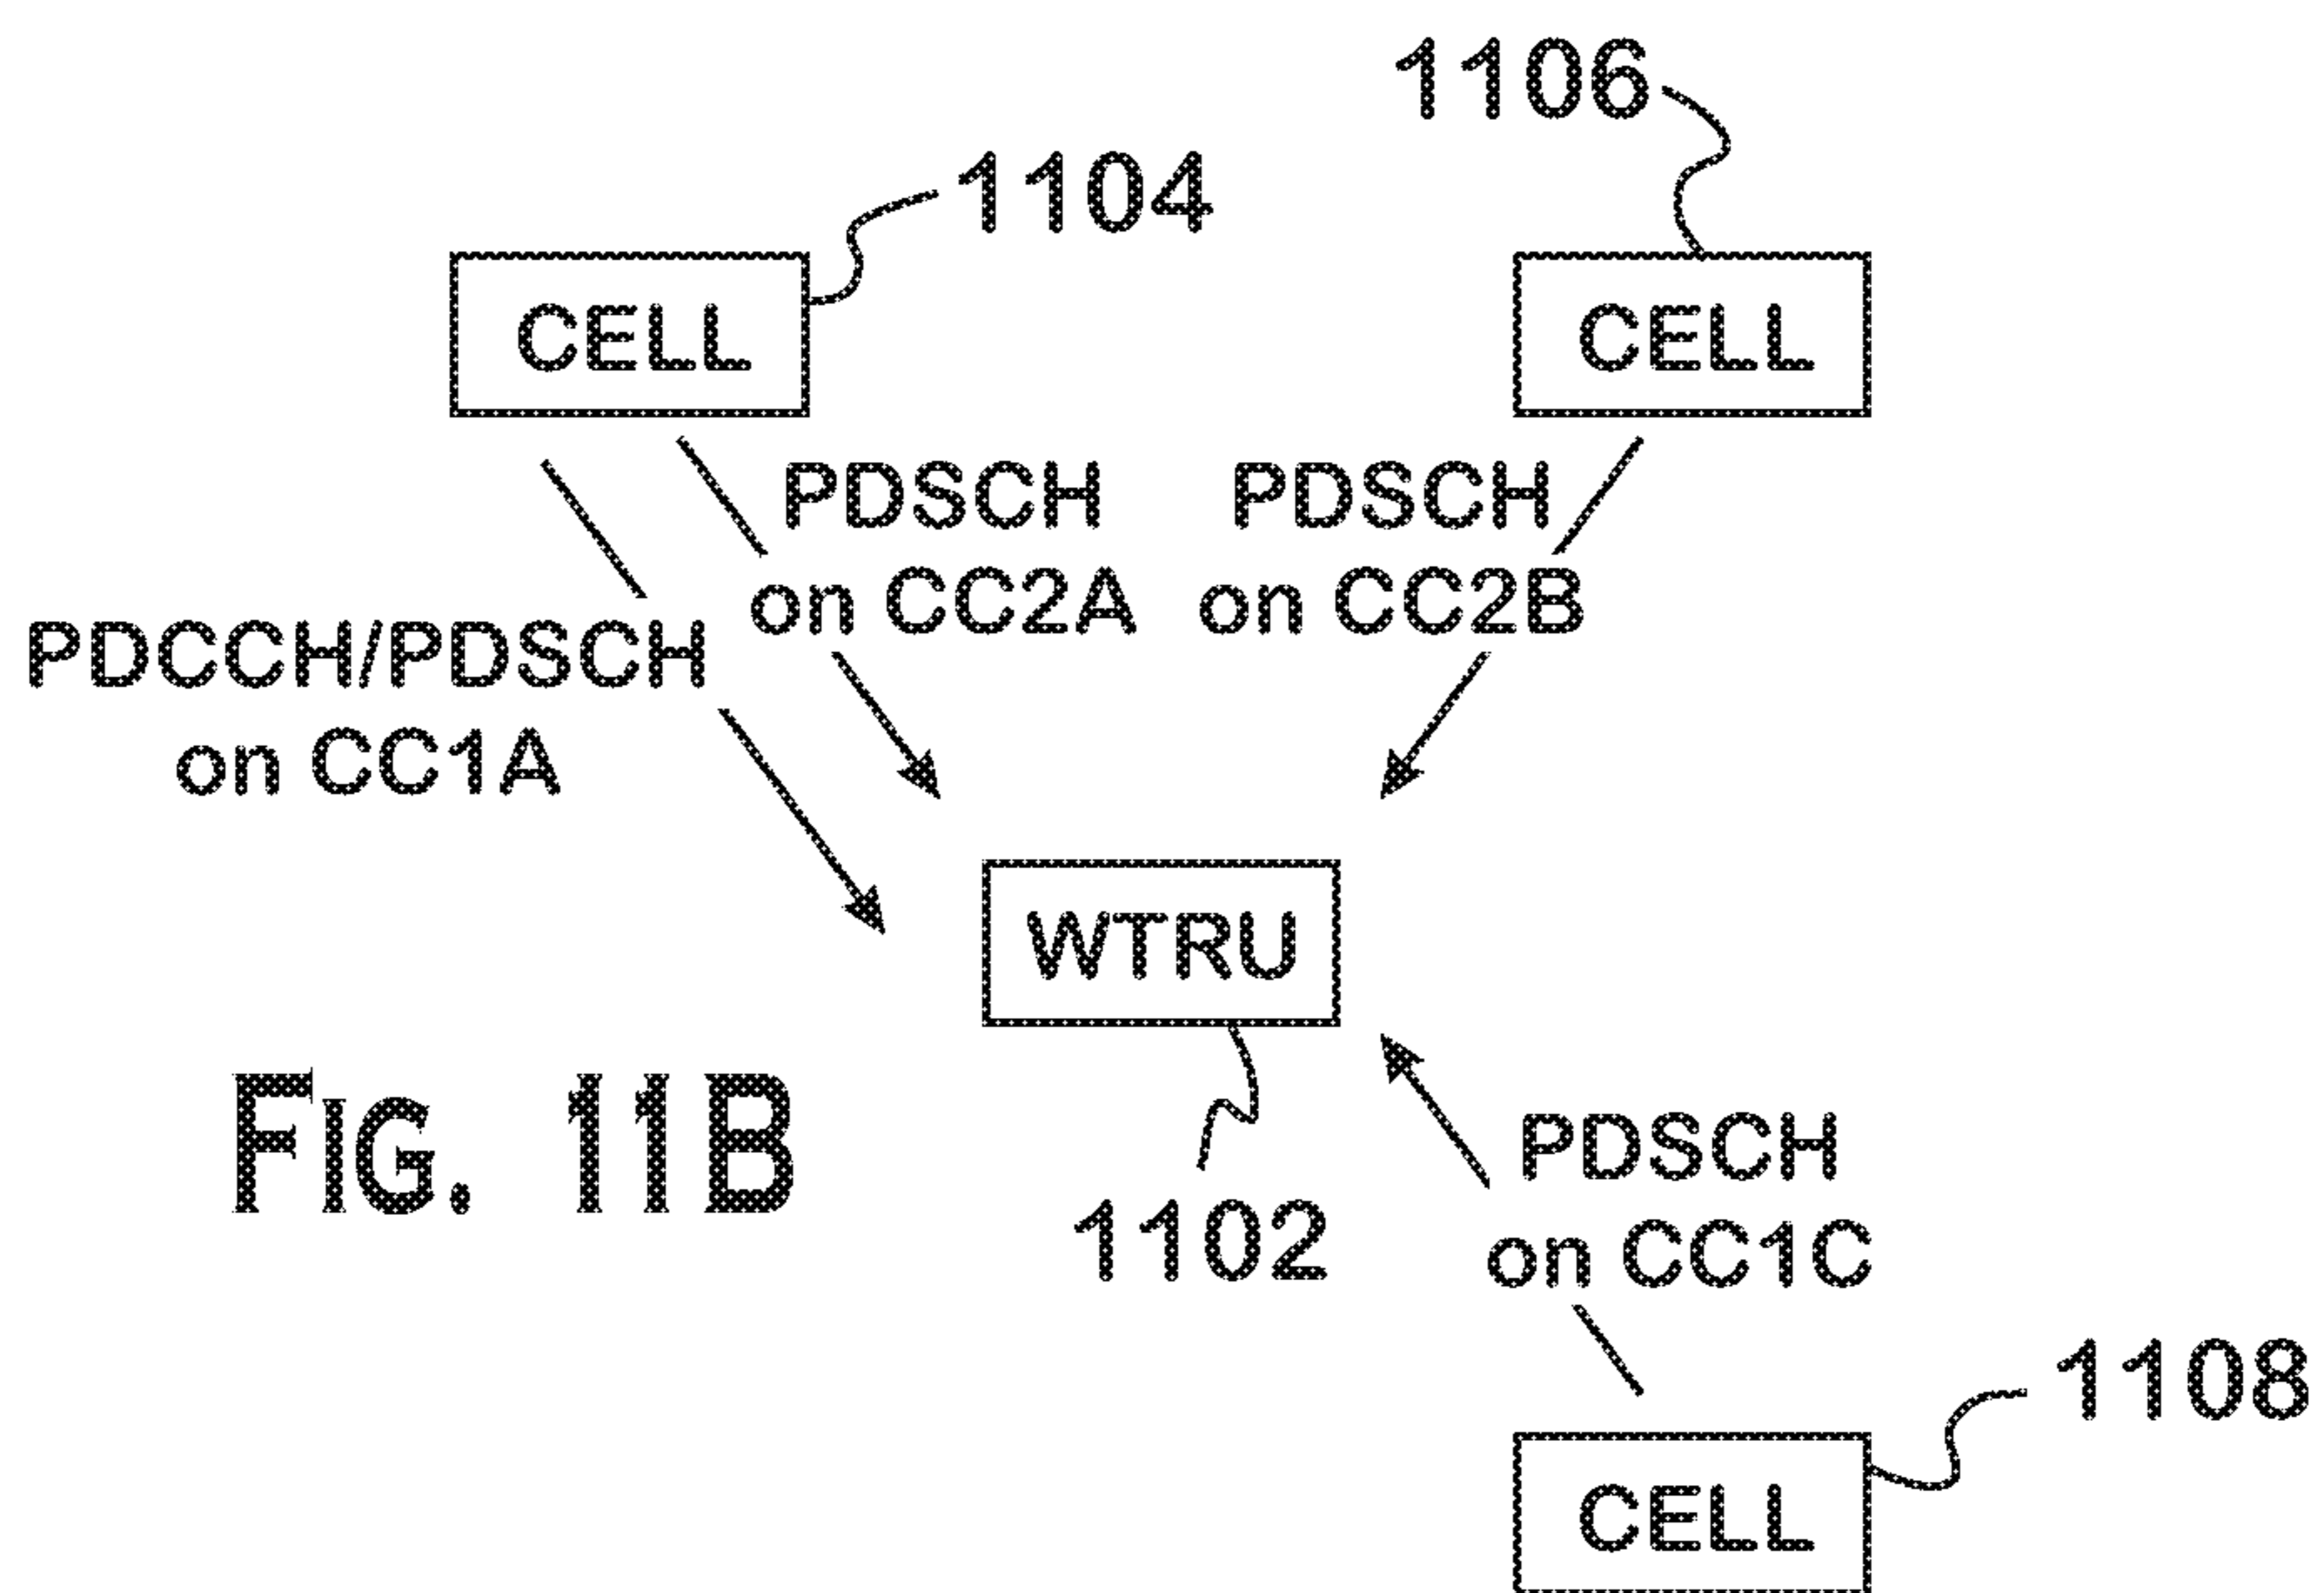 1106
1104
CELL
CELL
PDSCH
on CC2A
PDSCH
on CC2B
PDCCH/PDSCH
on CC1A
WTRU
FIG. 11B
1102
PDSCH
on CC1C
1108
CELL